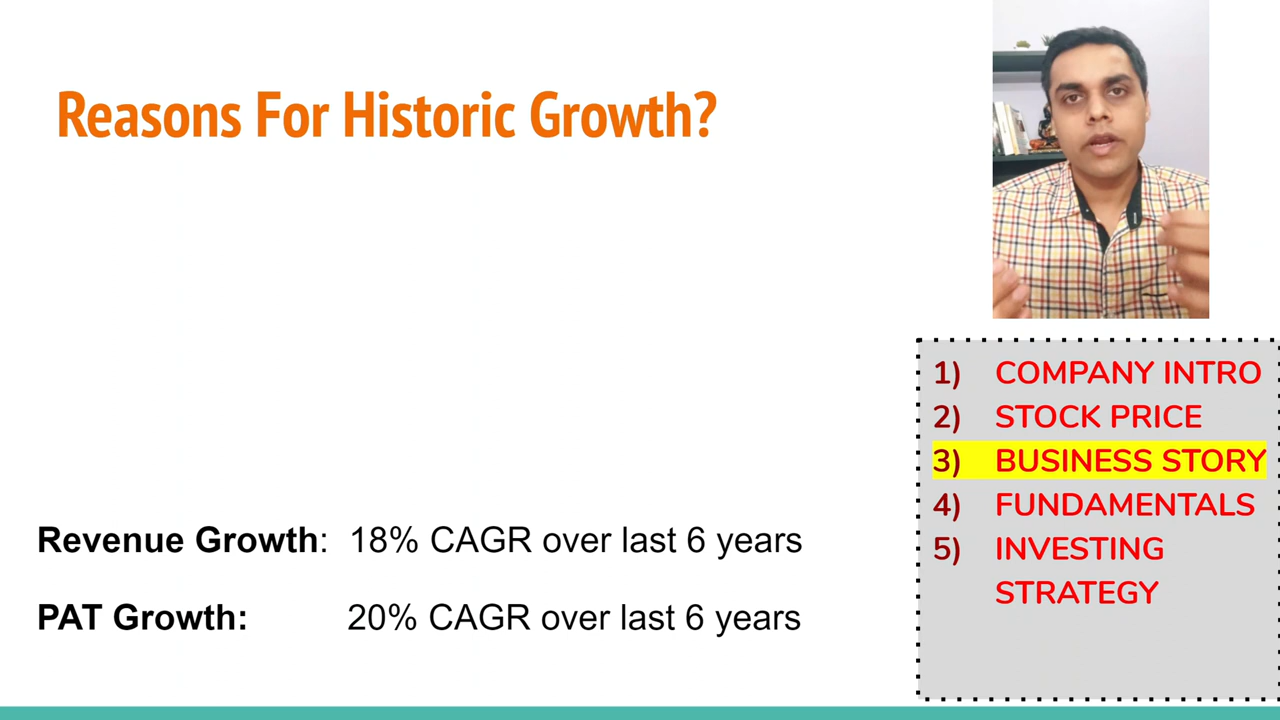 Reasons For Historic Growth?
Revenue Growth: 18% CAGR over last 6 years
PAT Growth: 20% CAGR over last 6 years
1) COMPANY INTRO
2) STOCK PRICE
3) BUSINESS STORY
4) FUNDAMENTALS
5) INVESTING
STRATEGY